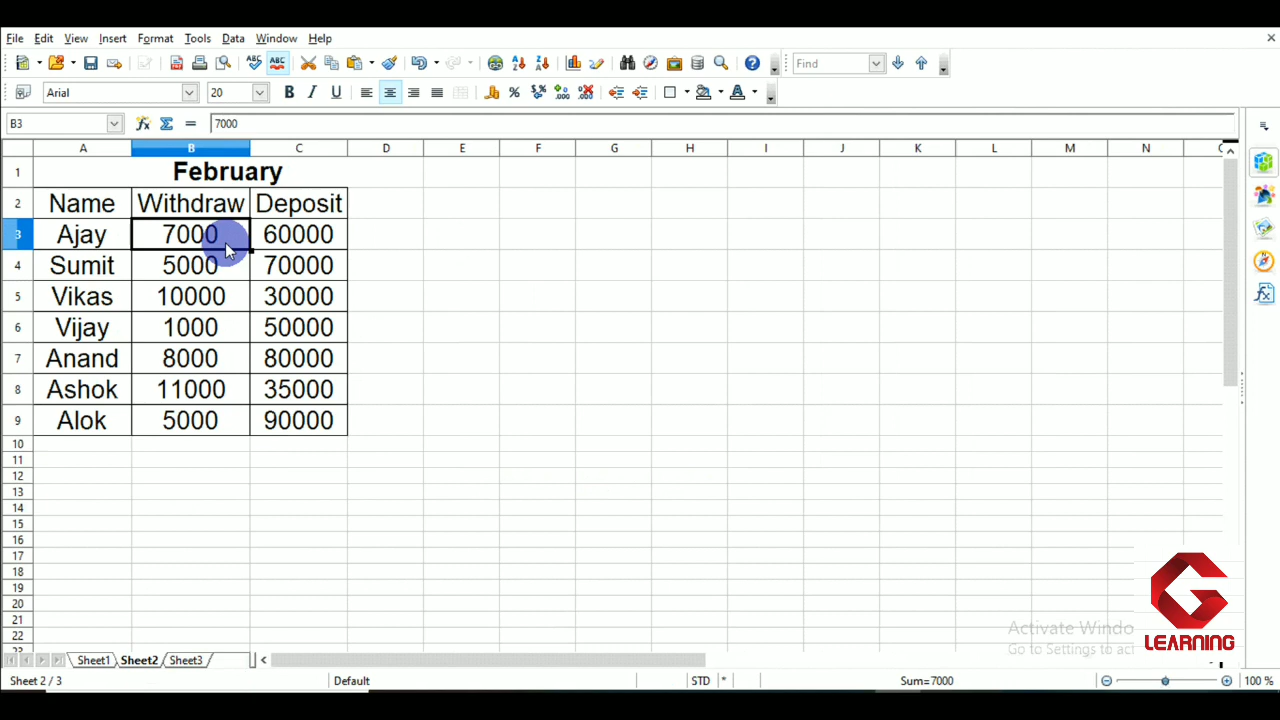 File Edit View Insert Format Tools Data Window Help
Find
Arial 20
B3 7000
A B C D E F G H I J K L M N
1 February
2 Name Withdraw Deposit
3 Ajay 7000 60000
4 Sumit 5000 70000
5 Vikas 10000 30000
6 Vijay 1000 50000
7 Anand 8000 80000
8 Ashok 11000 35000
9 Alok 5000 90000
10
11
12
13
14
15
16
17
18
19
20
21
22
Activate Windo
Go to Settings to act
LEARNING
Sheet1 Sheet2 Sheet3
Sheet 2 / 3 Default STD * Sum=7000 100 %